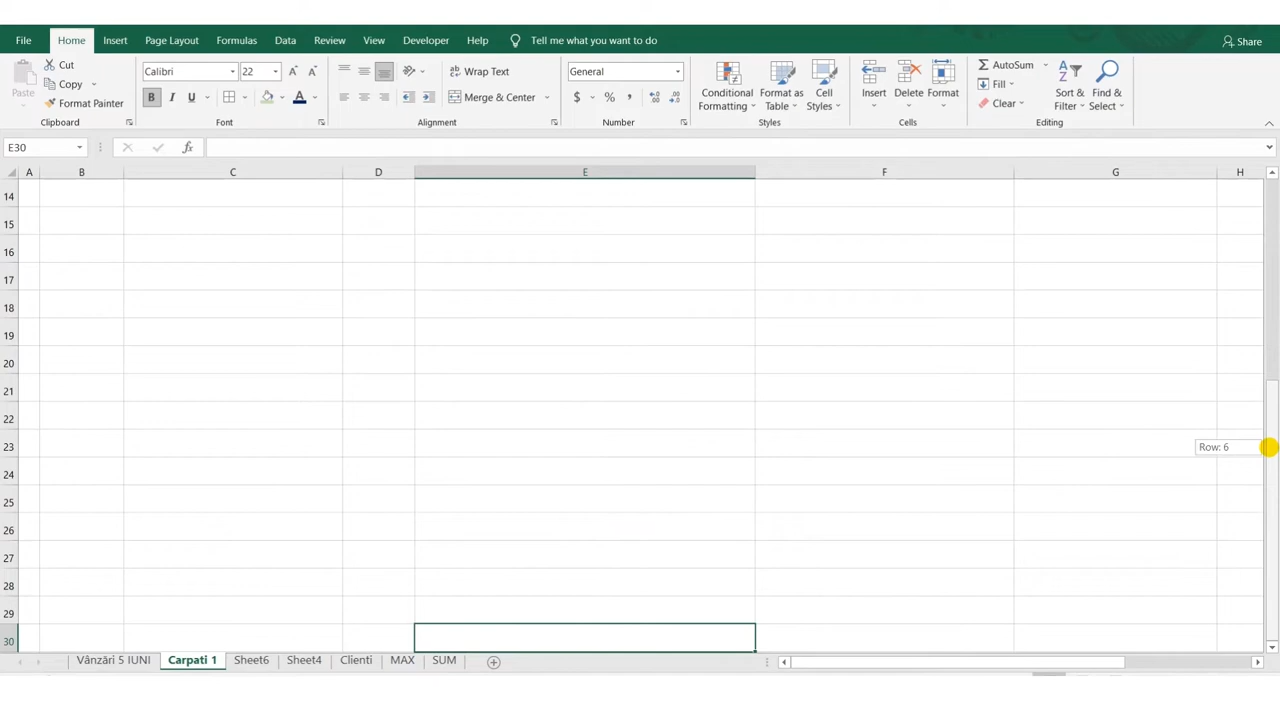 File Home Insert Page Layout Formulas Data Review View Developer Help Tell me what you want to do Share
Paste
Cut
Copy
Format Painter
Clipboard
Calibri 22
B I U
Font
Wrap Text
Merge & Center
Alignment
General
$ % ,
Number
Conditional Formatting
Format as Table
Cell Styles
Styles
Insert Delete Format
Cells
AutoSum
Fill
Clear
Sort & Filter
Find & Select
Editing
E30 fx
A B C D E F G H
14
15
16
17
18
19
20
21
22
23 Row: 6
24
25
26
27
28
29
30
Vânzări 5 IUNI Carpati 1 Sheet6 Sheet4 Clienti MAX SUM